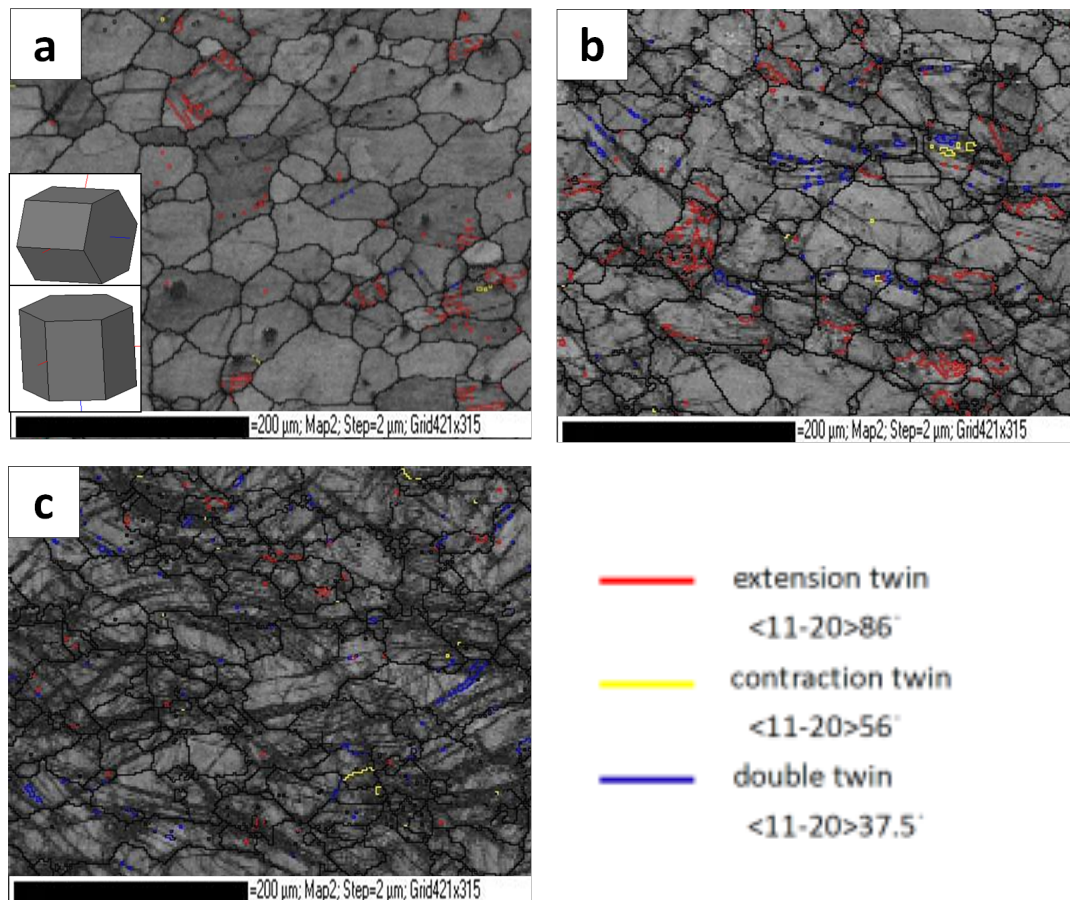 a
b
=200 µm; Map2; Step=2 µm; Grid421x315
=200 µm; Map2; Step=2 µm; Grid421x315
c
extension twin
<11-20>86˚
contraction twin
<11-20>56˚
double twin
<11-20>37.5˚
=200 µm; Map2; Step=2 µm; Grid421x315